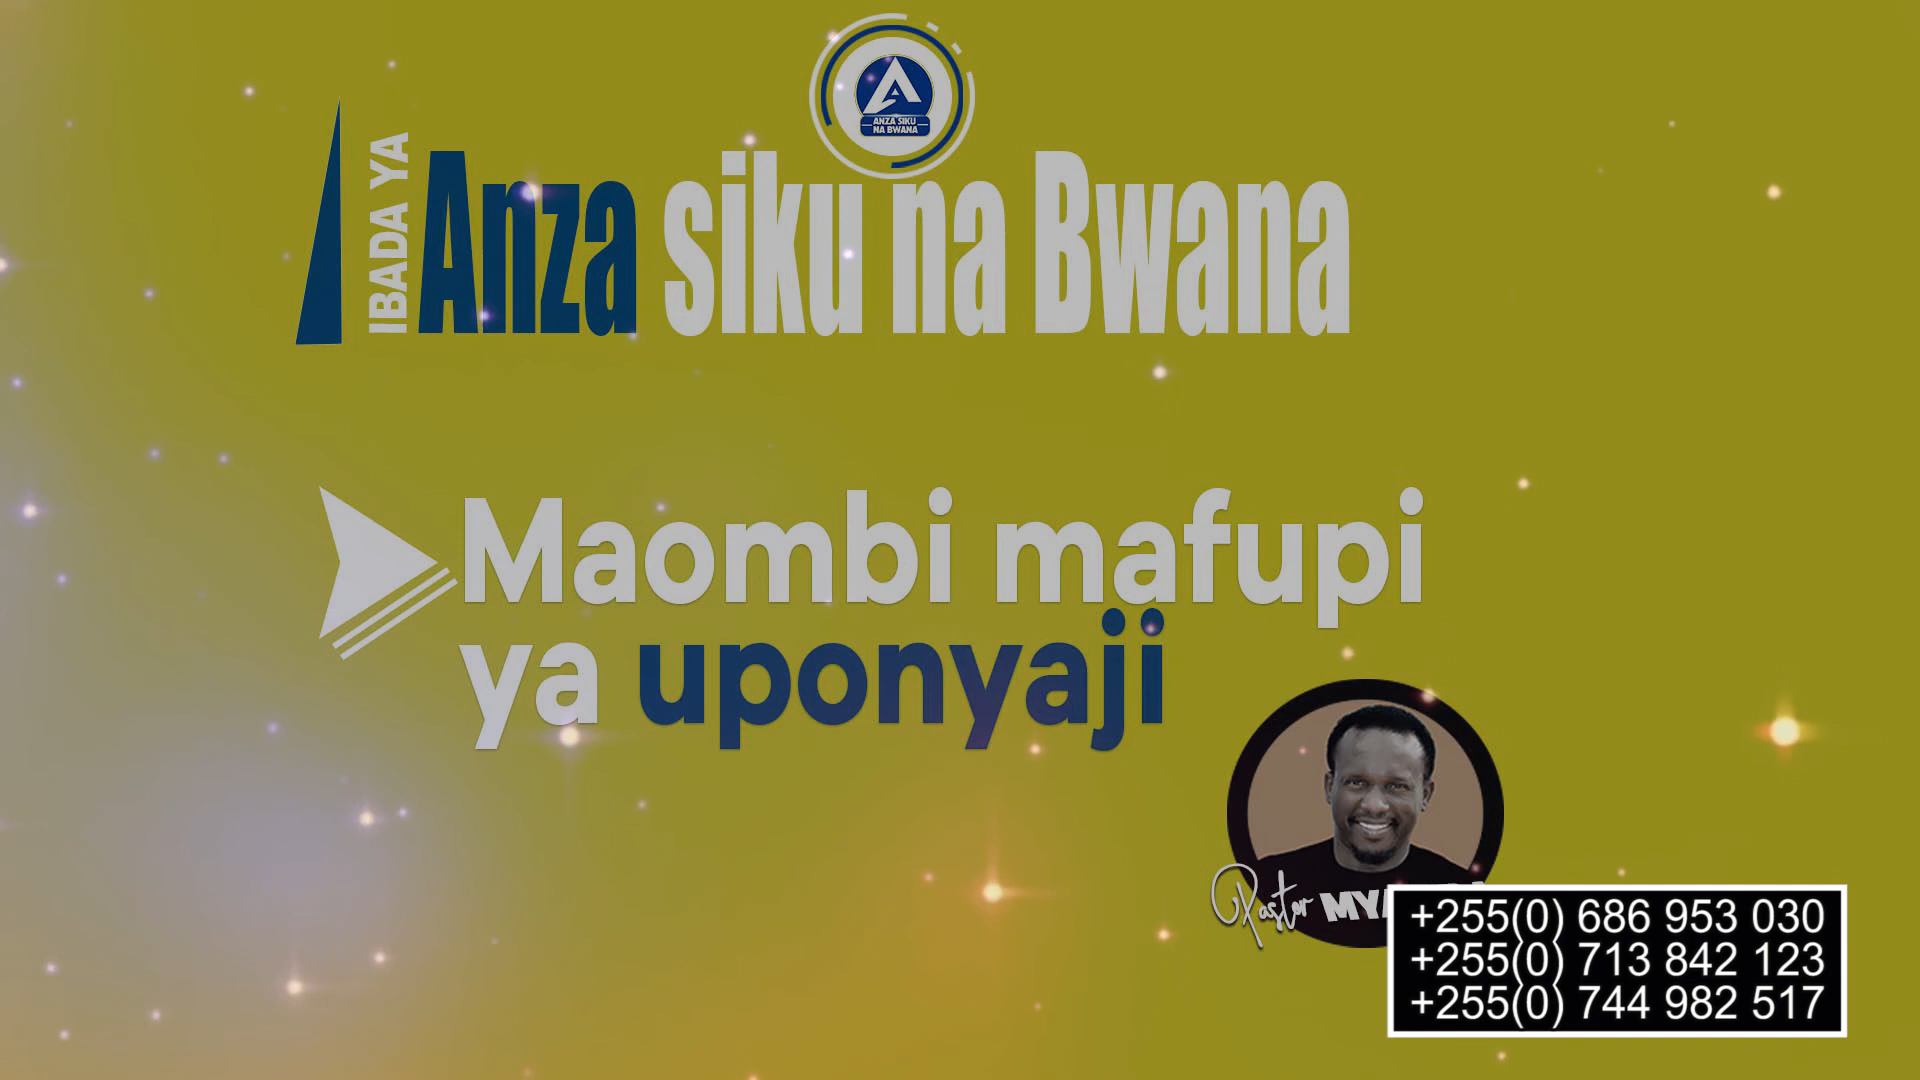 ANZA SIKU
NA BWANA
IBADA YA
Anza siku na Bwana
Maombi mafupi
ya uponyaji
Pastor
+255(0) 686 953 030
+255(0) 713 842 123
+255(0) 744 982 517